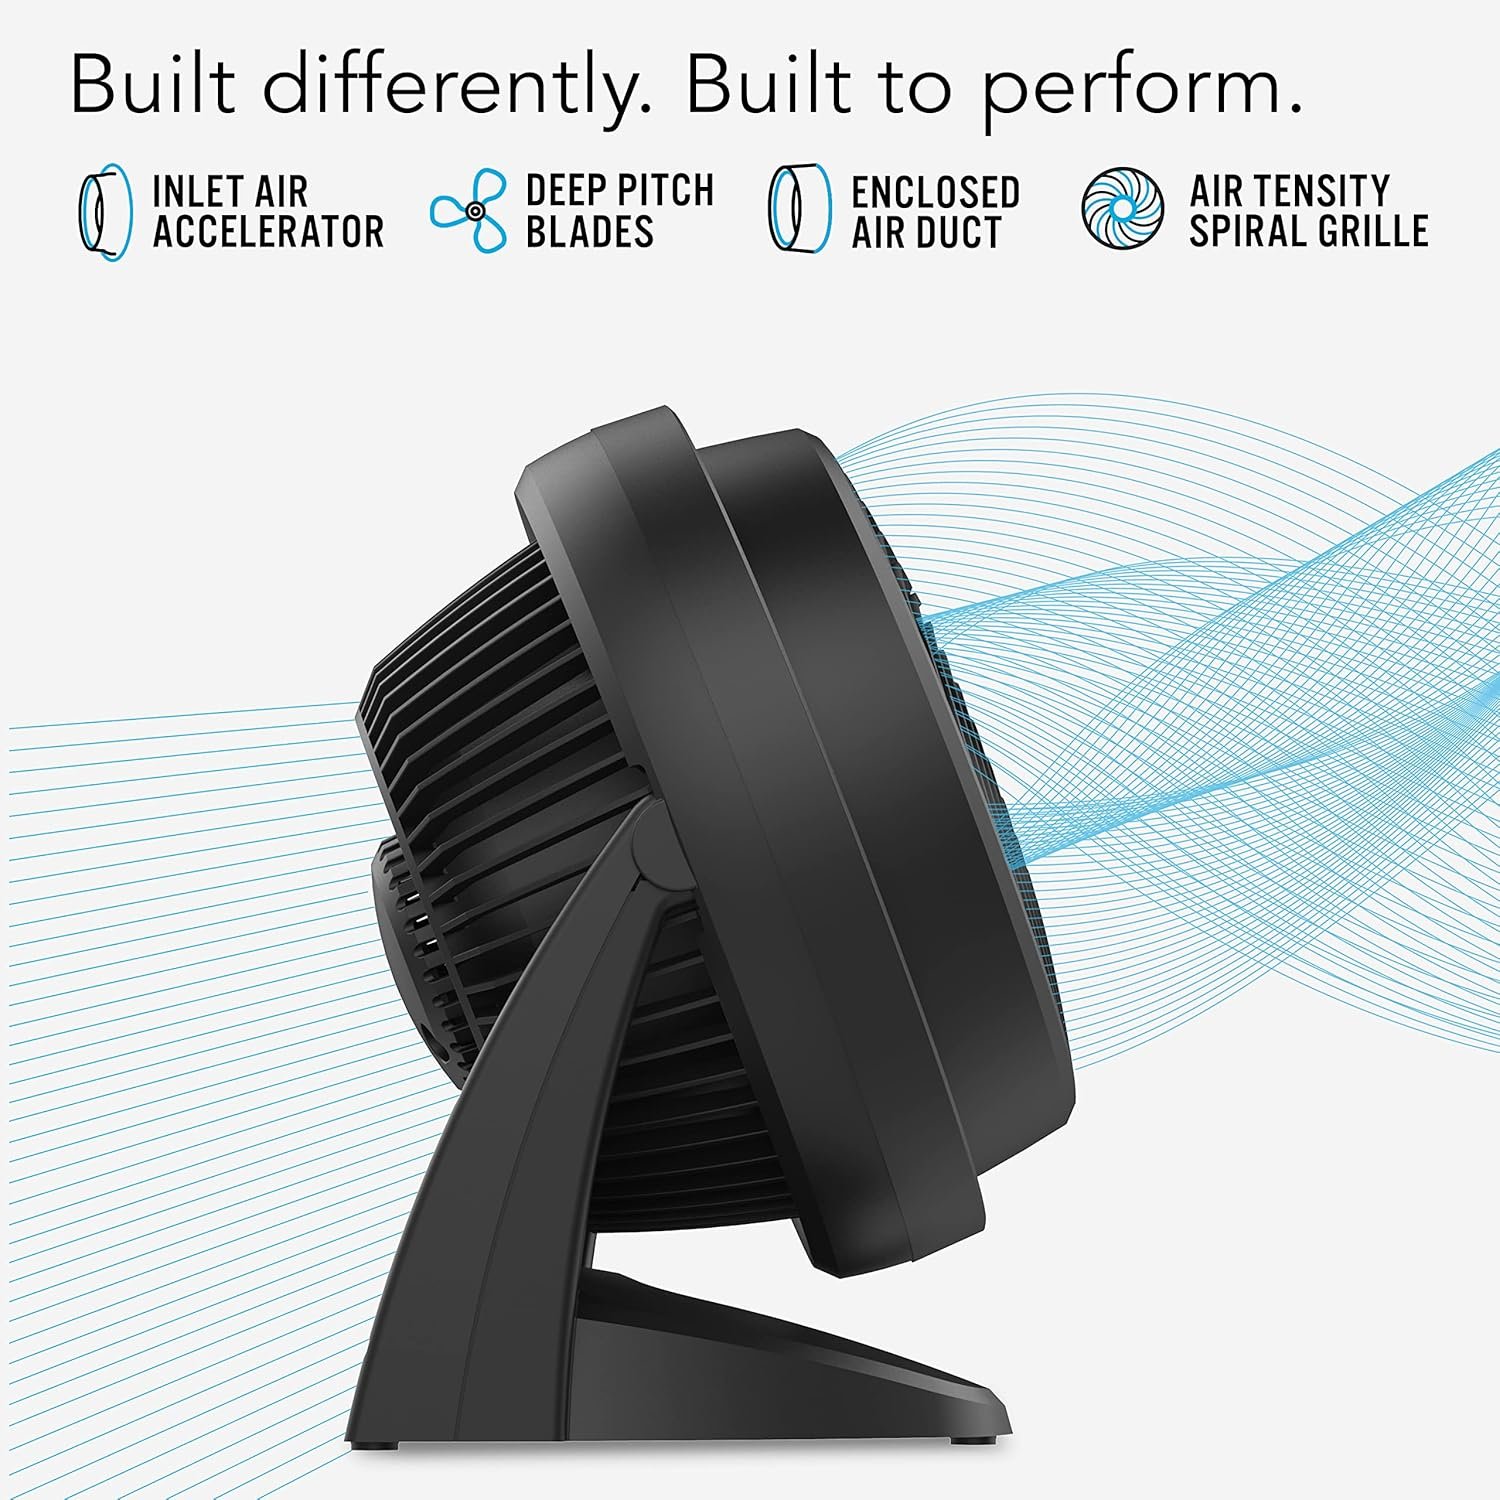 Built differently. Built to perform.
INLET AIR
ACCELERATOR
DEEP PITCH
BLADES
ENCLOSED
AIR DUCT
AIR TENSITY
SPIRAL GRILLE